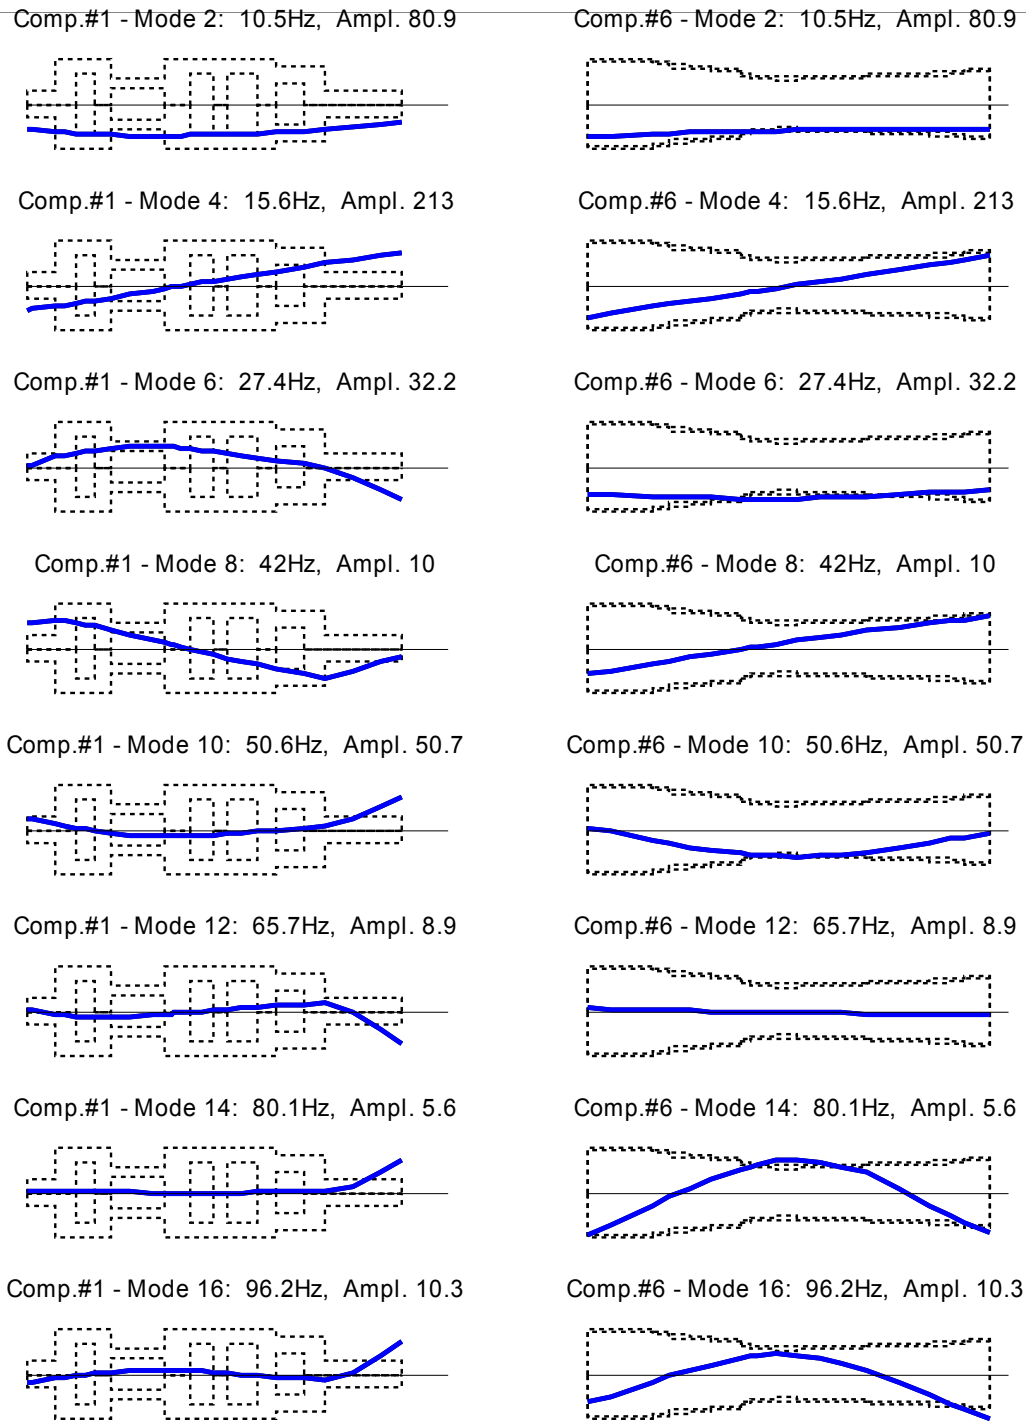 Comp.#1 - Mode 2:  10.5Hz,  Ampl. 80.9
Comp.#6 - Mode 2:  10.5Hz,  Ampl. 80.9
Comp.#1 - Mode 4:  15.6Hz,  Ampl. 213
Comp.#6 - Mode 4:  15.6Hz,  Ampl. 213
Comp.#1 - Mode 6:  27.4Hz,  Ampl. 32.2
Comp.#6 - Mode 6:  27.4Hz,  Ampl. 32.2
Comp.#1 - Mode 8:  42Hz,  Ampl. 10
Comp.#6 - Mode 8:  42Hz,  Ampl. 10
Comp.#1 - Mode 10:  50.6Hz,  Ampl. 50.7
Comp.#6 - Mode 10:  50.6Hz,  Ampl. 50.7
Comp.#1 - Mode 12:  65.7Hz,  Ampl. 8.9
Comp.#6 - Mode 12:  65.7Hz,  Ampl. 8.9
Comp.#1 - Mode 14:  80.1Hz,  Ampl. 5.6
Comp.#6 - Mode 14:  80.1Hz,  Ampl. 5.6
Comp.#1 - Mode 16:  96.2Hz,  Ampl. 10.3
Comp.#6 - Mode 16:  96.2Hz,  Ampl. 10.3